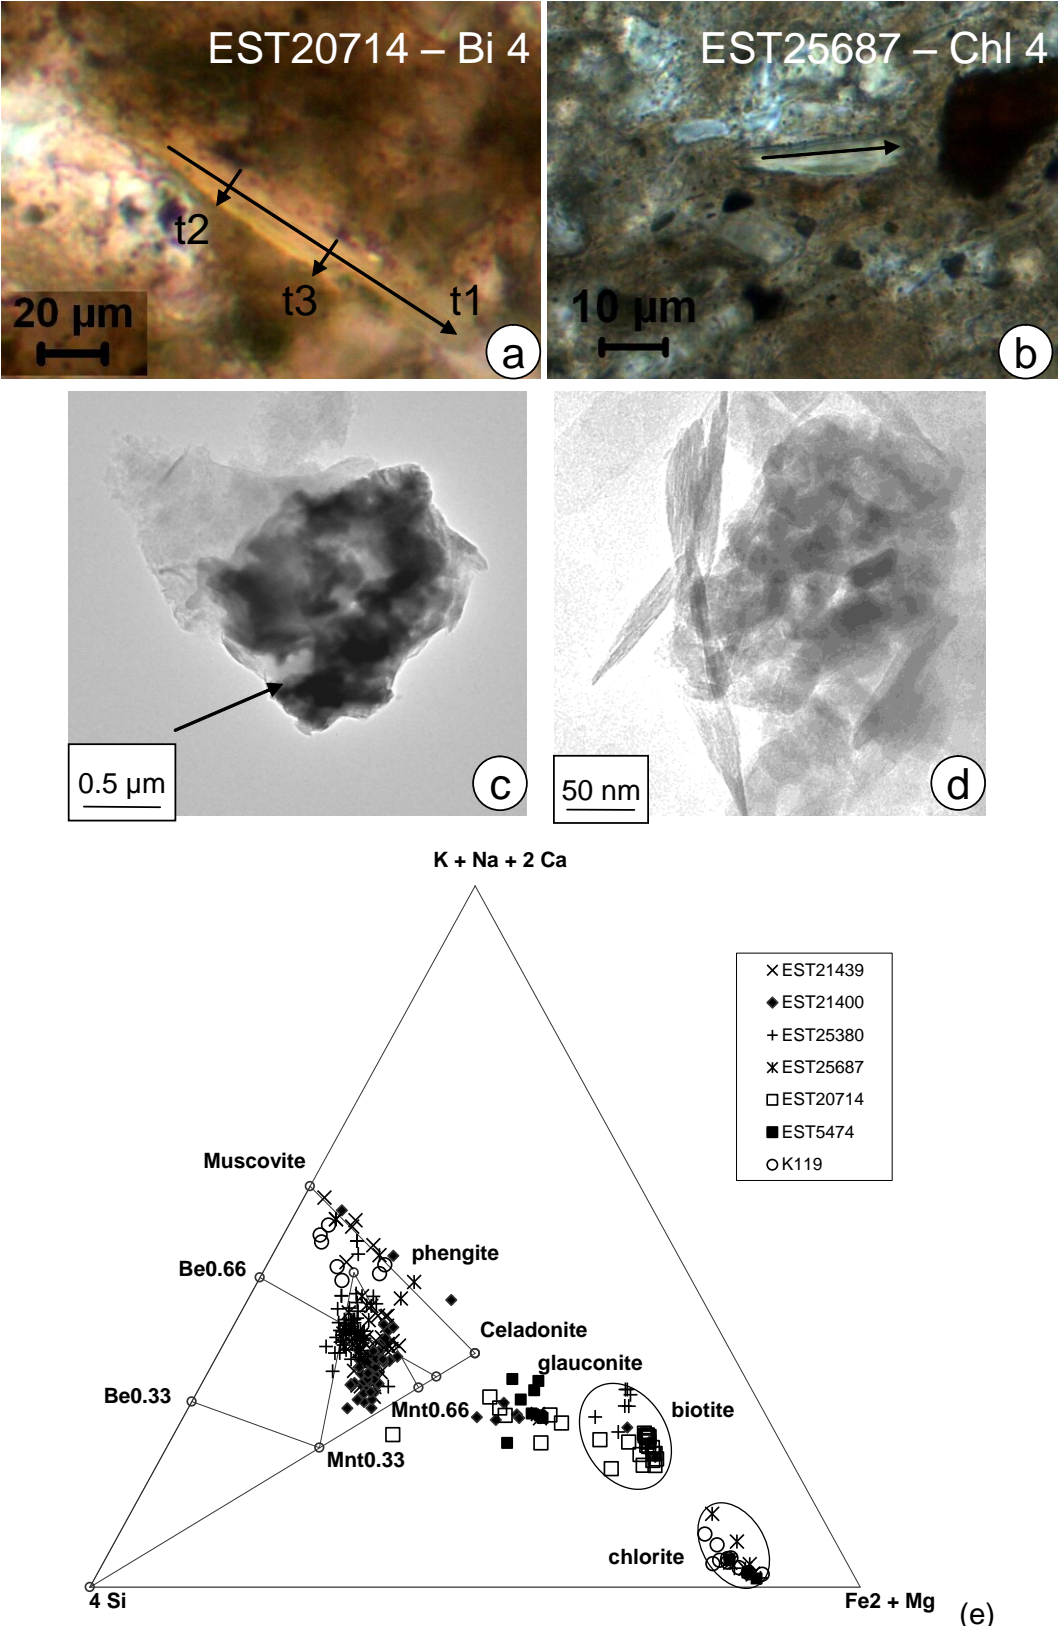 EST20714 – Bi 4
t2
t3
t1
20 µm
a
EST25687 – Chl 4
10 µm
b
0.5 µm
c
50 nm
d
K + Na + 2 Ca
EST21439
EST21400
EST25380
EST25687
EST20714
EST5474
K119
Muscovite
phengite
Be0.66
Celadonite
glauconite
Be0.33
Mnt0.66
biotite
Mnt0.33
chlorite
4 Si
Fe2 + Mg
(e)